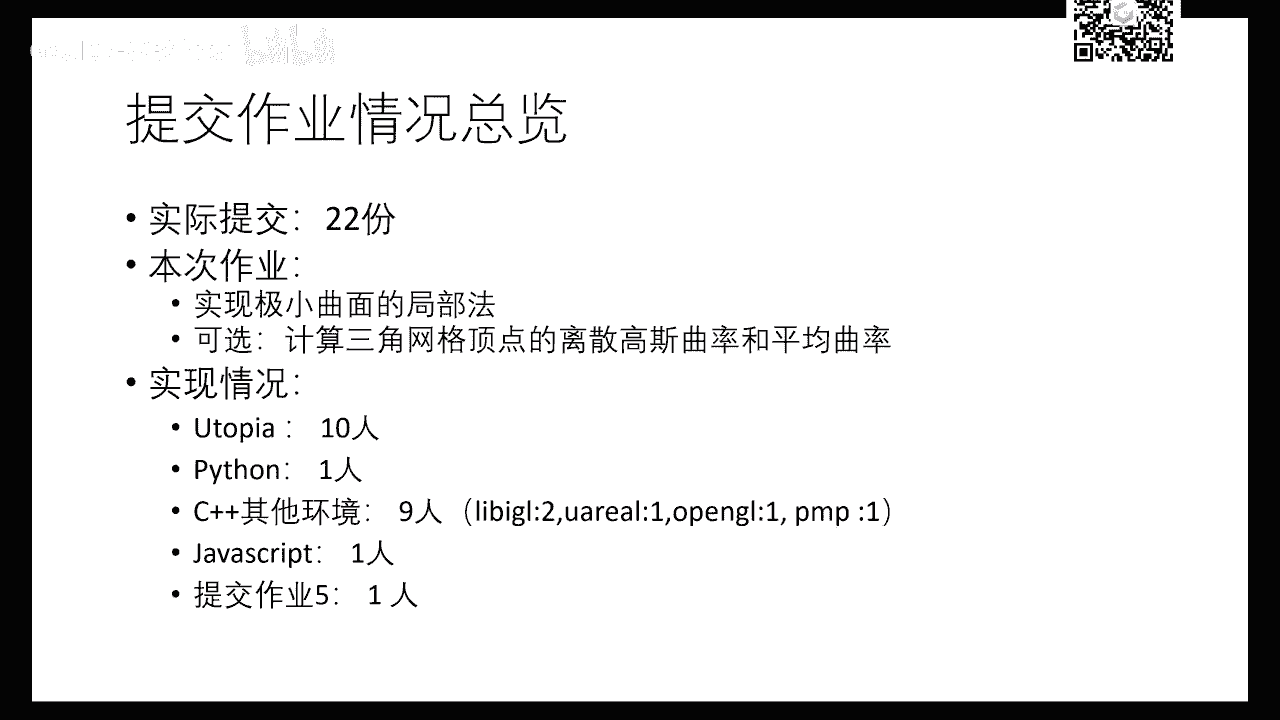 提交作业情况总览
• 实际提交：22份
• 本次作业：
• 实现极小曲面的局部法
• 可选：计算三角网格顶点的离散高斯曲率和平均曲率
• 实现情况：
• Utopia ： 10人
• Python： 1人
• C++其他环境： 9人（libigl:2,uareal:1,opengl:1, pmp :1）
• Javascript： 1人
• 提交作业5： 1 人